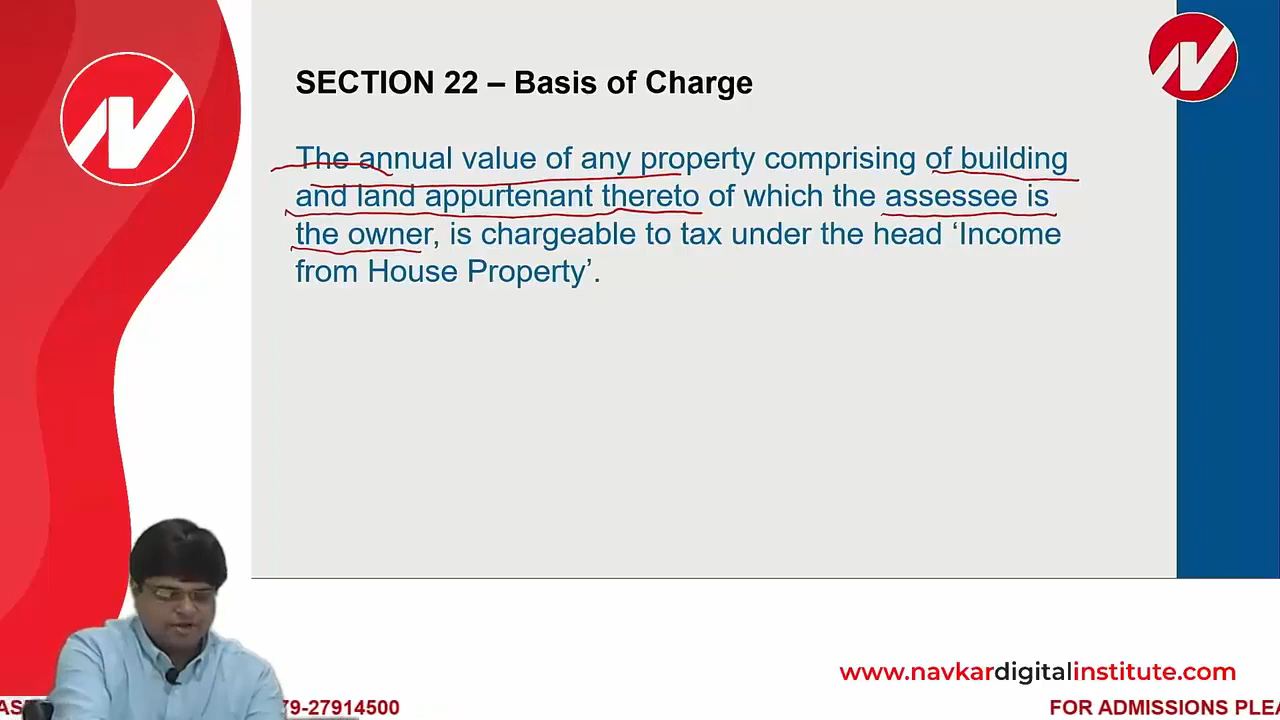 SECTION 22 – Basis of Charge
The annual value of any property comprising of building
and land appurtenant thereto of which the assessee is
the owner, is chargeable to tax under the head ‘Income
from House Property’.
www.navkardigitalinstitute.com
79-27914500
FOR ADMISSIONS